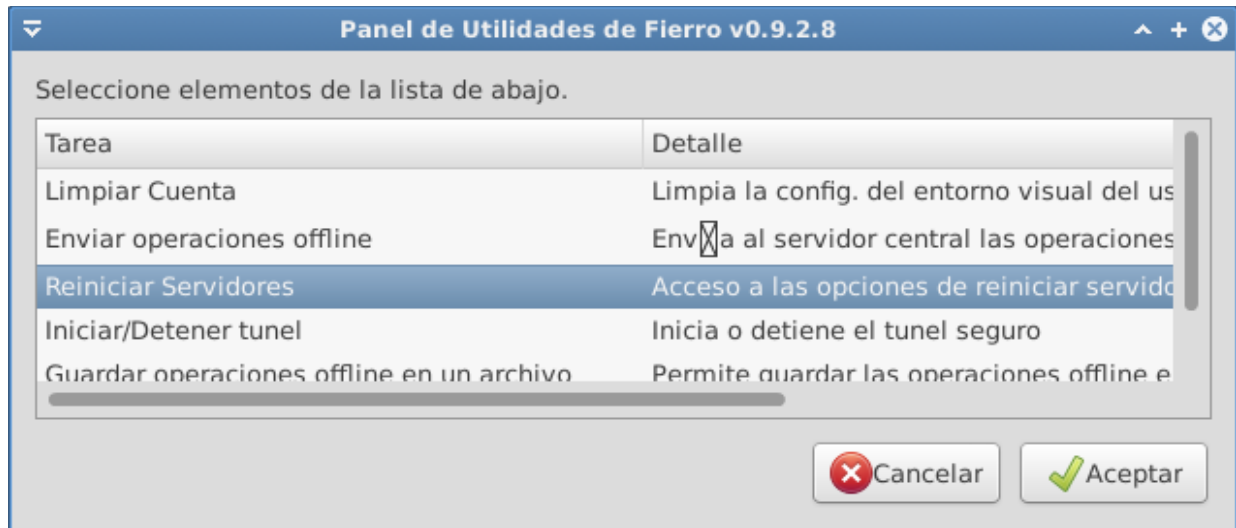 Panel de Utilidades de Fierro v0.9.2.8
Seleccione elementos de la lista de abajo.
Tarea Detalle
Limpiar Cuenta Limpia la config. del entorno visual del us
Enviar operaciones offline Env�a al servidor central las operaciones
Reiniciar Servidores Acceso a las opciones de reiniciar servido
Iniciar/Detener tunel Inicia o detiene el tunel seguro
Guardar operaciones offline en un archivo Permite guardar las operaciones offline e
Cancelar Aceptar